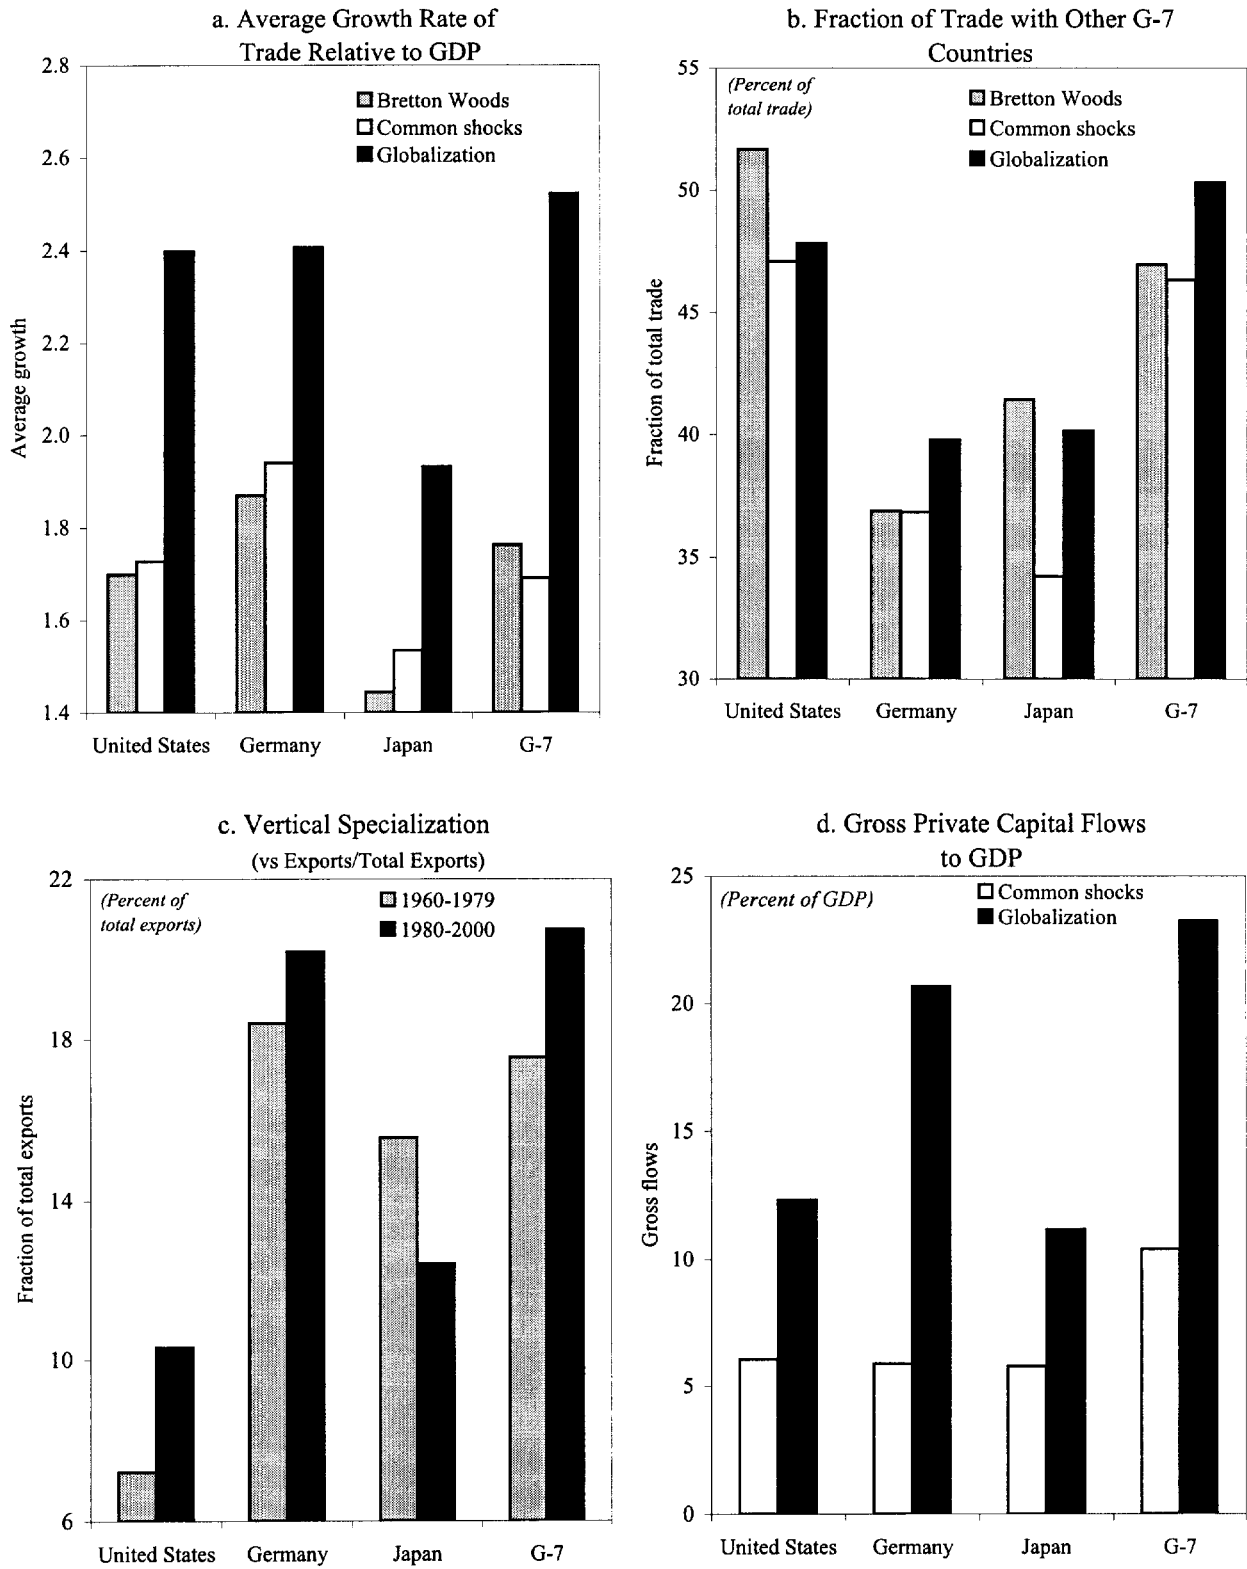 a. Average Growth Rate of
Trade Relative to GDP
2.8
2.6
2.4
2.2
2.0
1.8
1.6
1.4
Average growth
Bretton Woods
Common shocks
Globalization
United States
Germany
Japan
G-7
b. Fraction of Trade with Other G-7
Countries
55
50
45
40
35
30
Fraction of total trade
(Percent of
total trade)
Bretton Woods
Common shocks
Globalization
United States
Germany
Japan
G-7
c. Vertical Specialization
(vs Exports/Total Exports)
22
18
14
10
6
Fraction of total exports
(Percent of
total exports)
1960-1979
1980-2000
United States
Germany
Japan
G-7
d. Gross Private Capital Flows
to GDP
25
20
15
10
5
0
Gross flows
(Percent of GDP)
Common shocks
Globalization
United States
Germany
Japan
G-7